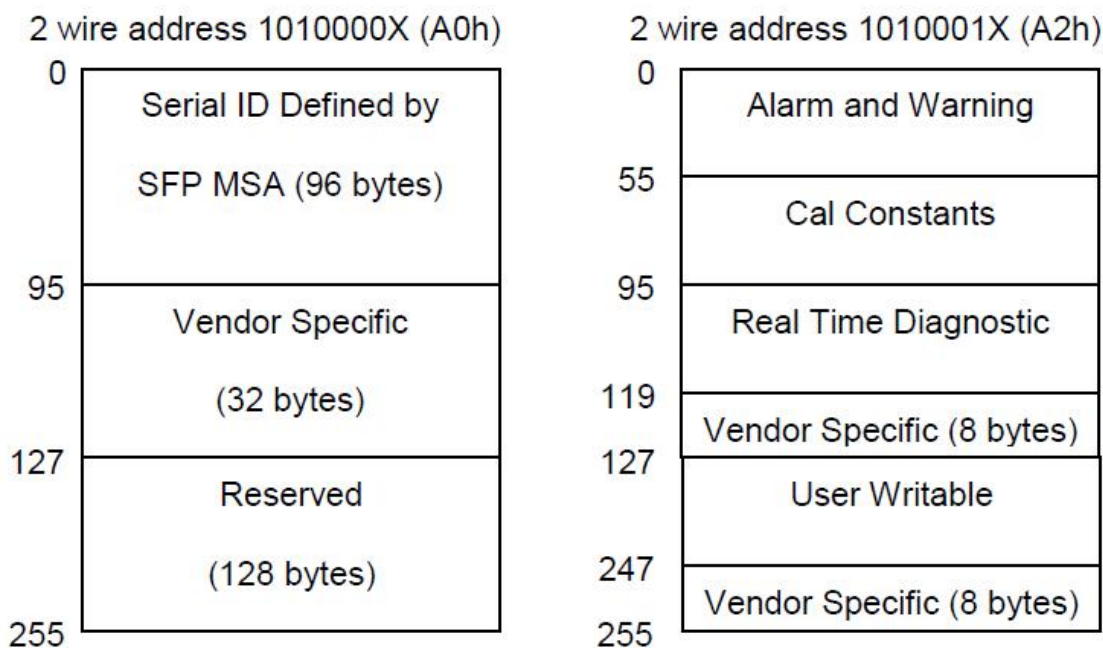 2 wire address 1010000X (A0h)
0
Serial ID Defined by
SFP MSA (96 bytes)
95
Vendor Specific
(32 bytes)
127
Reserved
(128 bytes)
255
2 wire address 1010001X (A2h)
0
Alarm and Warning
55
Cal Constants
95
Real Time Diagnostic
119
Vendor Specific (8 bytes)
127
User Writable
247
Vendor Specific (8 bytes)
255